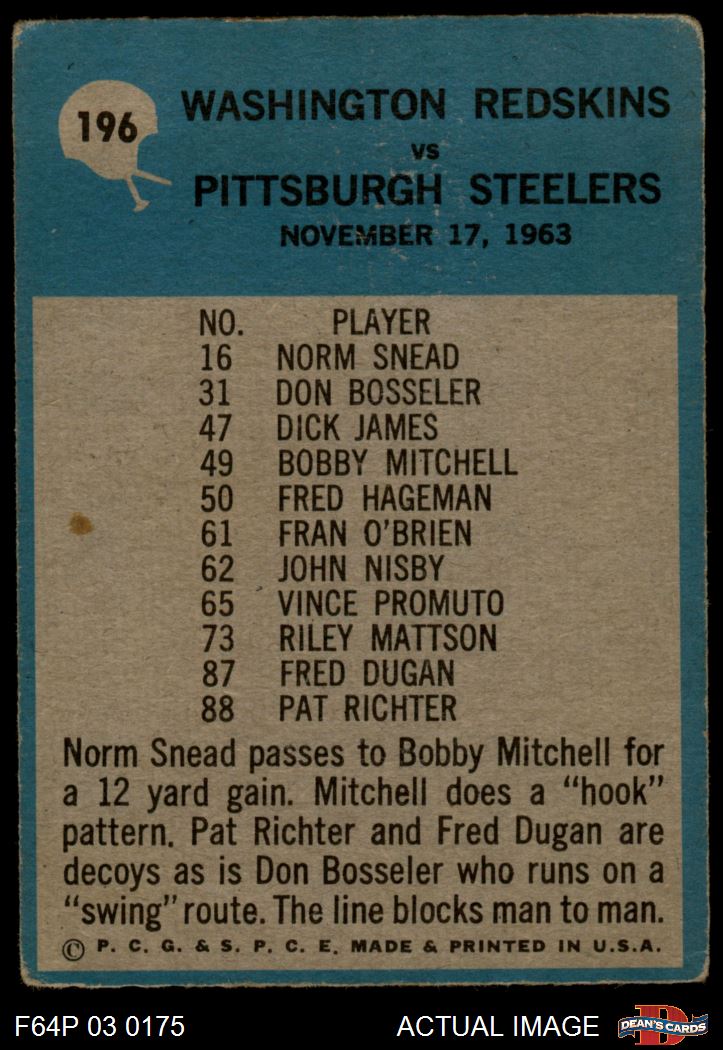 196
WASHINGTON REDSKINS
VS
PITTSBURGH STEELERS
NOVEMBER 17, 1963
NO. PLAYER
16 NORM SNEAD
31 DON BOSSELER
47 DICK JAMES
49 BOBBY MITCHELL
50 FRED HAGEMAN
61 FRAN O'BRIEN
62 JOHN NISBY
65 VINCE PROMUTO
73 RILEY MATTSON
87 FRED DUGAN
88 PAT RICHTER
Norm Snead passes to Bobby Mitchell for
a 12 yard gain. Mitchell does a “hook”
pattern. Pat Richter and Fred Dugan are
decoys as is Don Bosseler who runs on a
“swing” route. The line blocks man to man.
© P. C. G. & S. P. C. E. MADE & PRINTED IN U.S.A.
F64P 03 0175
ACTUAL IMAGE
D
DEAN'S CARDS